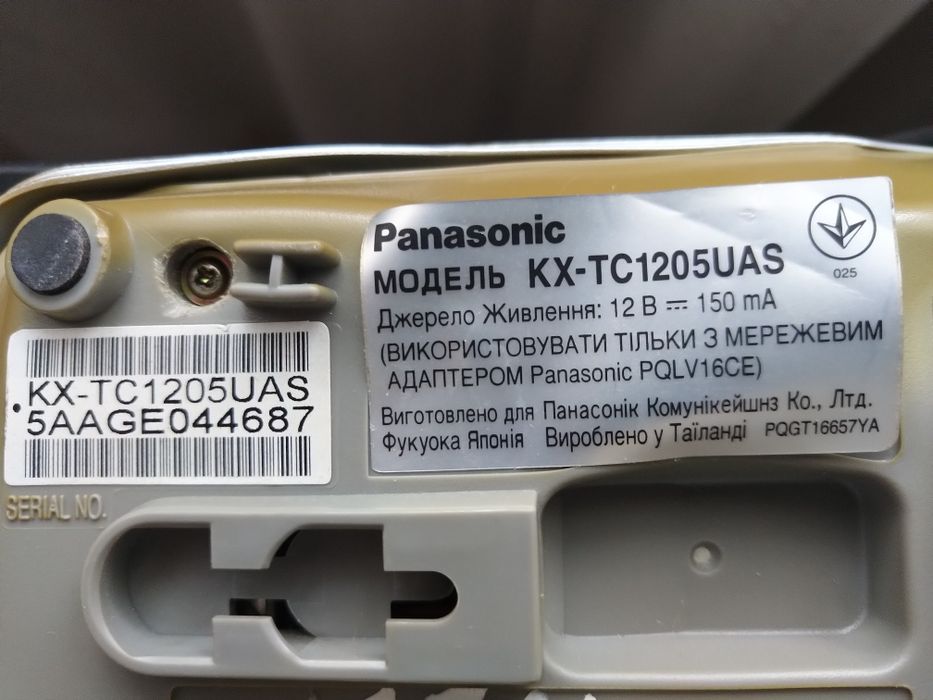 Panasonic
МОДЕЛЬ KX-TC1205UAS
Джерело Живлення: 12 В ⎓ 150 mA
(ВИКОРИСТОВУВАТИ ТІЛЬКИ З МЕРЕЖЕВИМ
АДАПТЕРОМ Panasonic PQLV16CE)
Виготовлено для Панасонік Комунікейшнз Ко., Лтд.
Фукуока Японія Вироблено у Таїланді PQGT16657YA
025
KX-TC1205UAS
5AAGE044687
SERIAL NO.